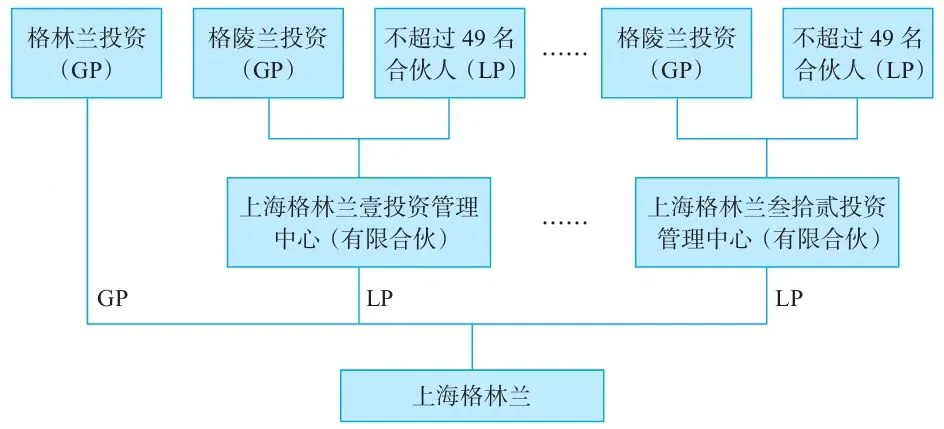 格林兰投资
（GP）
格陵兰投资
（GP）
不超过 49 名
合伙人（LP）
……
格陵兰投资
（GP）
不超过 49 名
合伙人（LP）
上海格林兰壹投资管理
中心（有限合伙）
……
上海格林兰叁拾贰投资
管理中心（有限合伙）
GP
LP
LP
上海格林兰